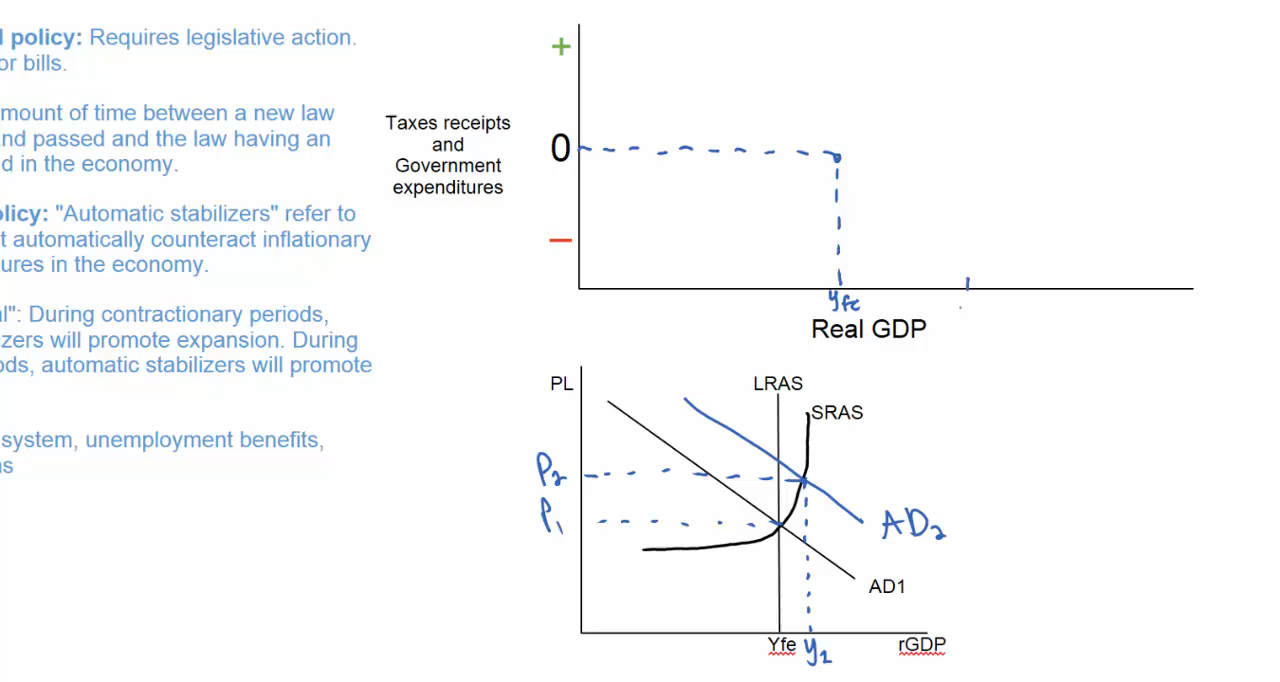 l policy: Requires legislative action.
or bills.
mount of time between a new law
nd passed and the law having an
d in the economy.
olicy: "Automatic stabilizers" refer to
t automatically counteract inflationary
ures in the economy.
al": During contractionary periods,
zers will promote expansion. During
ods, automatic stabilizers will promote
system, unemployment benefits,
ns
+
Taxes receipts
and
Government
expenditures
0
−
yfe
Real GDP
PL
LRAS
SRAS
P2
P1
AD2
AD1
Yfe
y2
rGDP